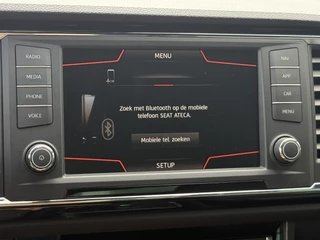 RADIO
MEDIA
PHONE
VOICE
MENU
Zoek met Bluetooth op de mobiele
telefoon SEAT ATECA.
Mobiele tel. zoeken
SETUP
NAV
APP
CAR
MENU